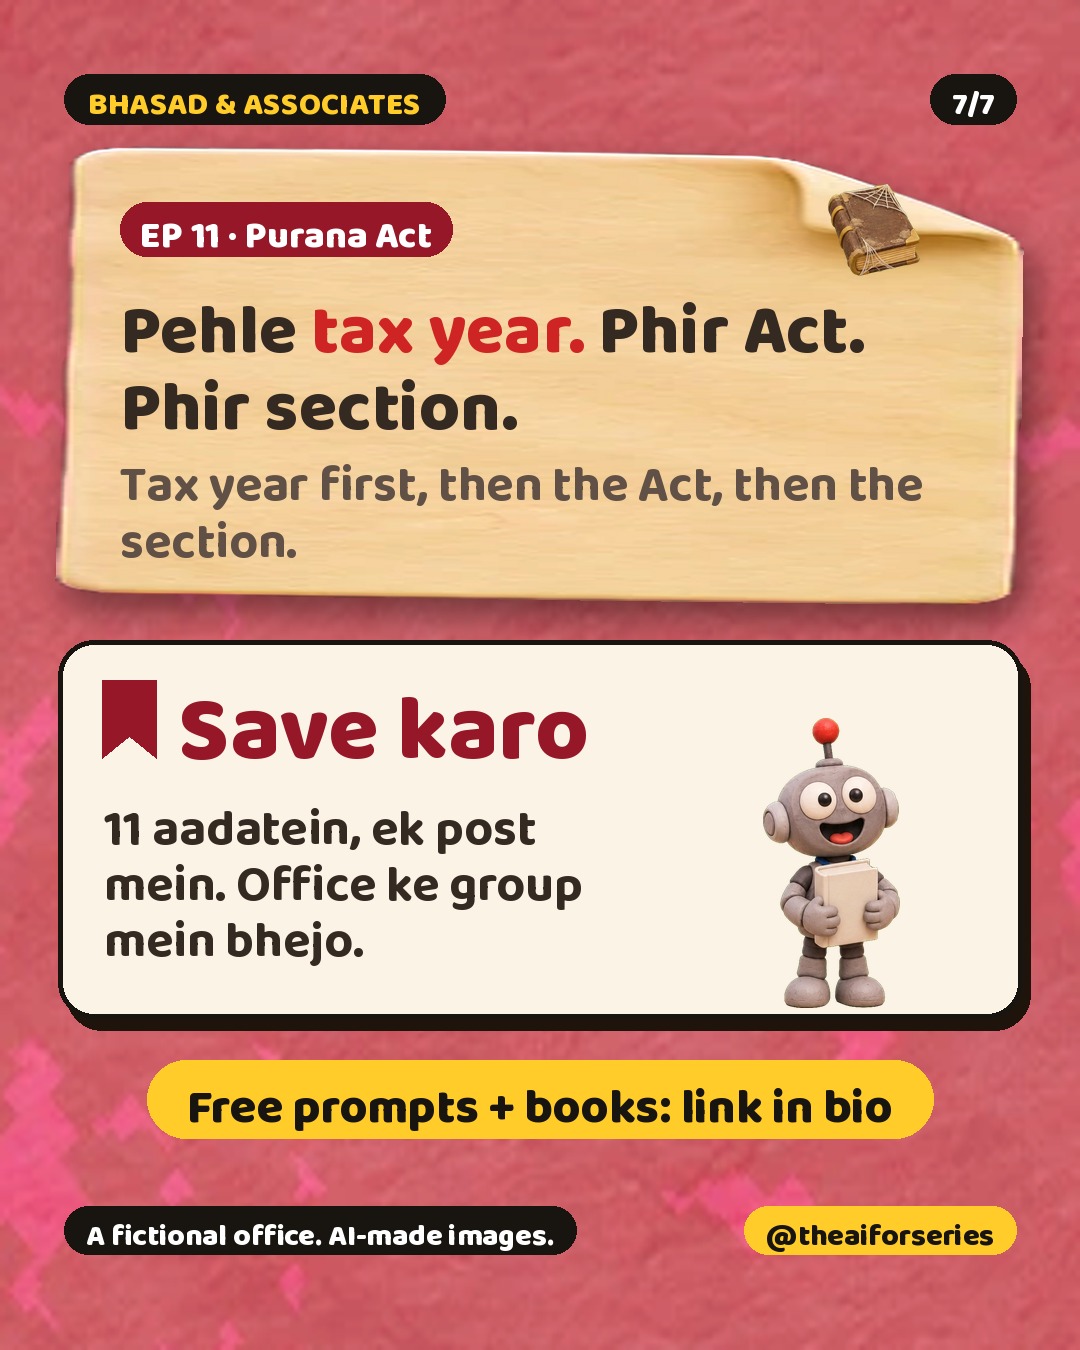 BHASAD & ASSOCIATES
7/7
EP 11 · Purana Act
Pehle tax year. Phir Act.
Phir section.
Tax year first, then the Act, then the
section.
Save karo
11 aadatein, ek post
mein. Office ke group
mein bhejo.
Free prompts + books: link in bio
A fictional office. AI-made images.
@theaiforseries